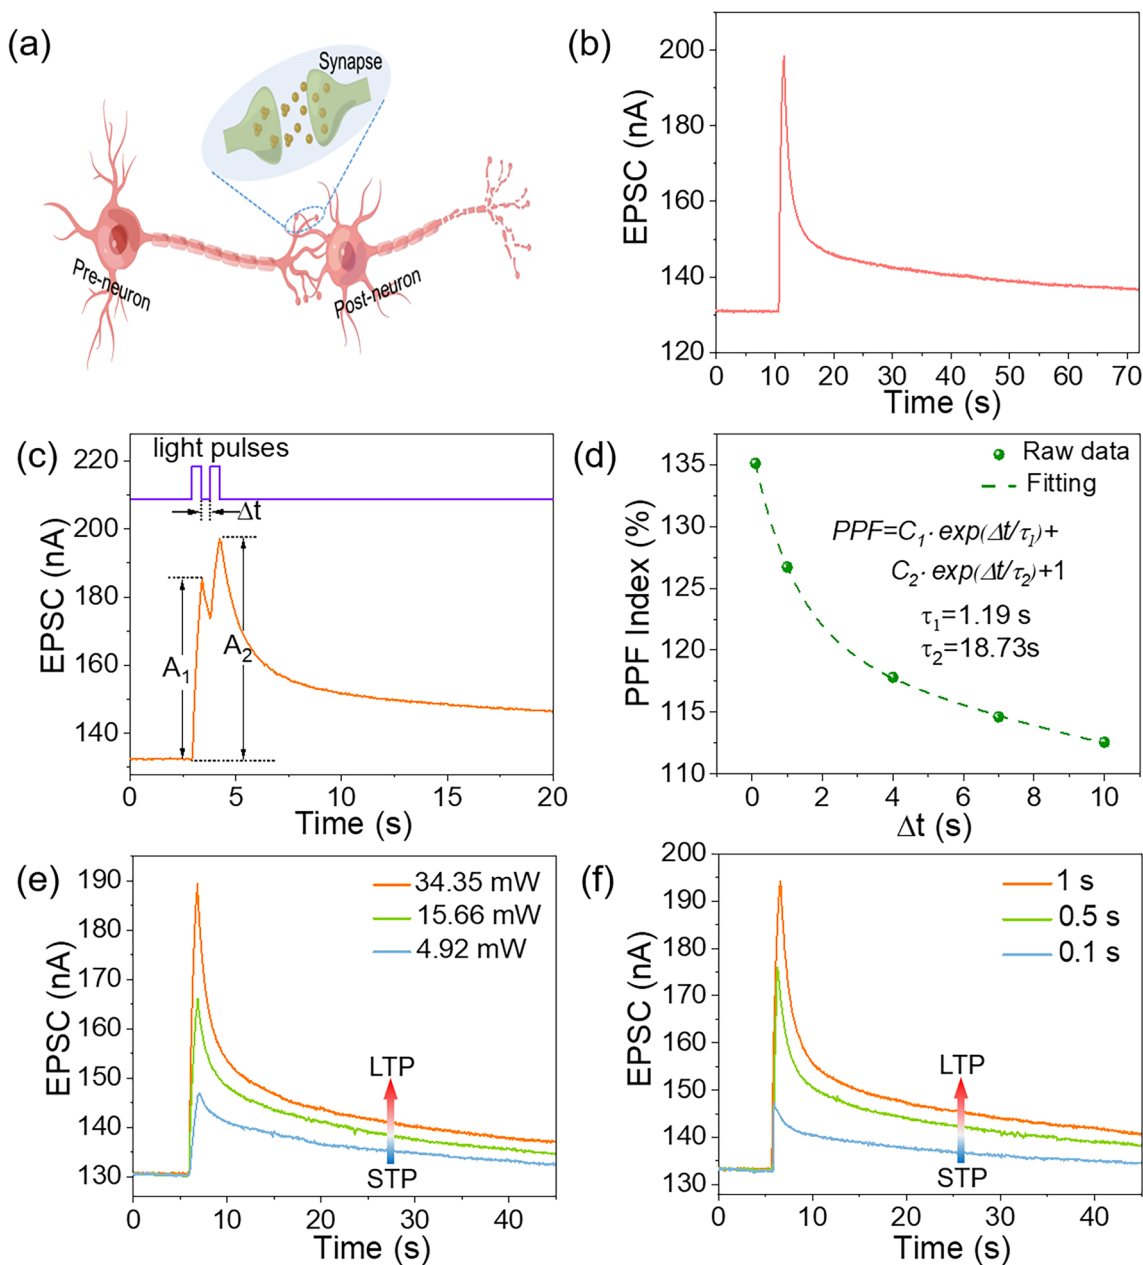 (a)
Synapse
Pre-neuron
Post-neuron
(b)
EPSC (nA)
200
180
160
140
120
0 10 20 30 40 50 60 70
Time (s)
(c)
light pulses
Δt
A1
A2
EPSC (nA)
220
200
180
160
140
0 5 10 15 20
Time (s)
(d)
Raw data
Fitting
PPF=C1· exp(Δt/τ1)+
C2· exp(Δt/τ2)+1
τ1=1.19 s
τ2=18.73s
PPF Index (%)
135
130
125
120
115
110
0 2 4 6 8 10
Δt (s)
(e)
34.35 mW
15.66 mW
4.92 mW
LTP
STP
EPSC (nA)
190
180
170
160
150
140
130
0 10 20 30 40
Time (s)
(f)
1 s
0.5 s
0.1 s
LTP
STP
EPSC (nA)
200
190
180
170
160
150
140
130
0 10 20 30 40
Time (s)